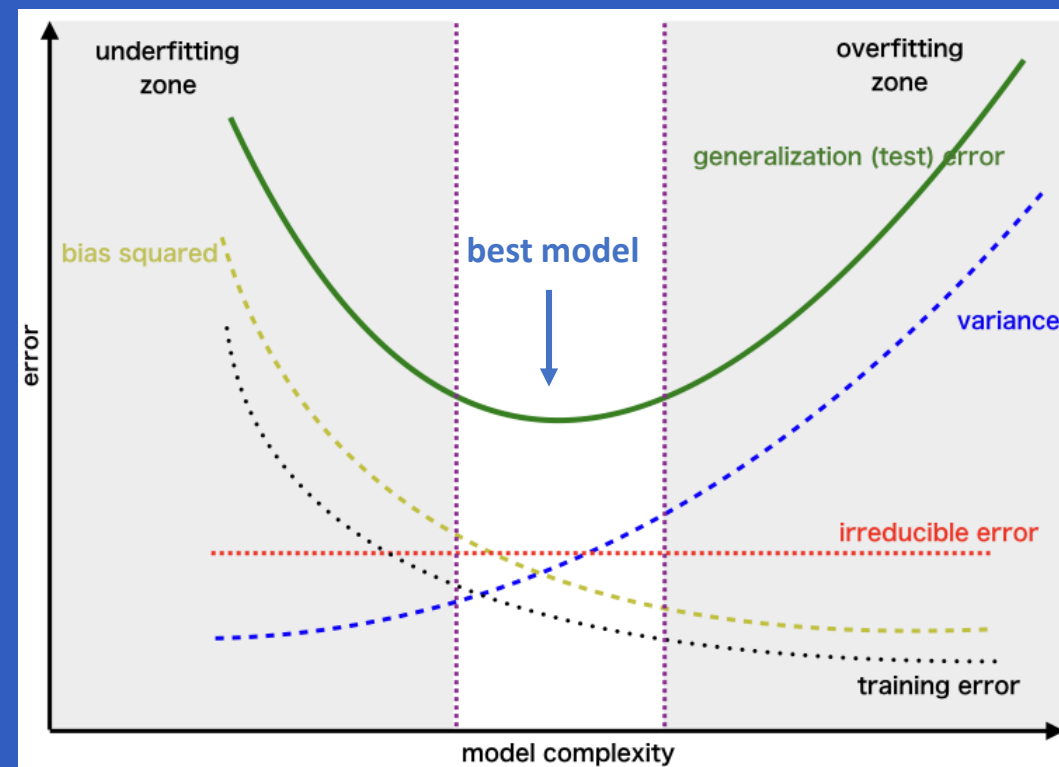 underfitting
zone
overfitting
zone
generalization (test) error
bias squared
best model
variance
error
irreducible error
training error
model complexity